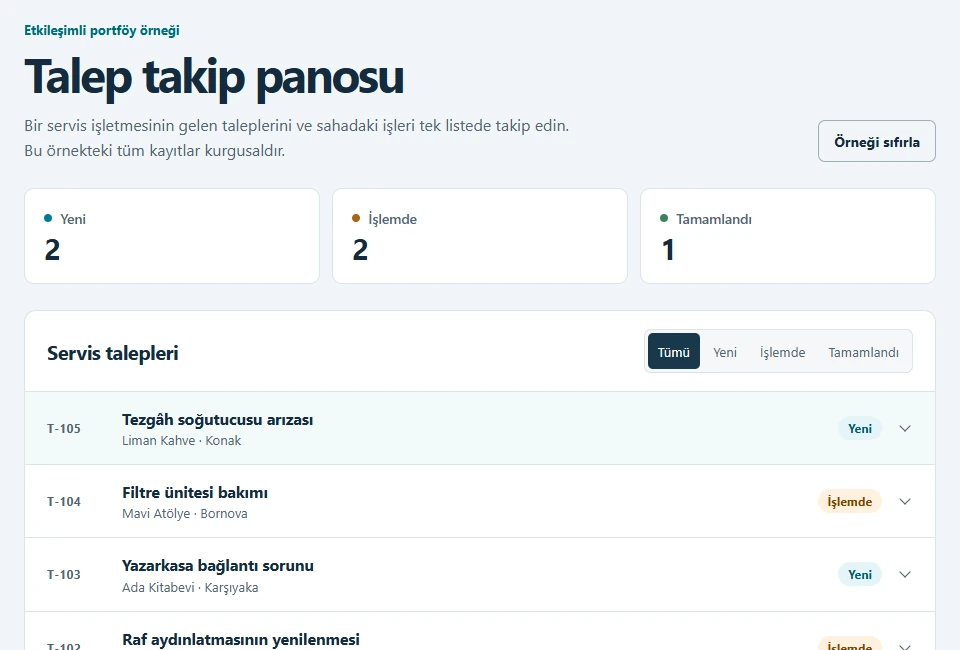 Etkileşimli portföy örneği
Talep takip panosu
Bir servis işletmesinin gelen taleplerini ve sahadaki işleri tek listede takip edin.
Bu örnekteki tüm kayıtlar kurgusaldır.
Örneği sıfırla
Yeni
2
İşlemde
2
Tamamlandı
1
Servis talepleri
Tümü Yeni İşlemde Tamamlandı
T-105
Tezgâh soğutucusu arızası
Liman Kahve · Konak
Yeni
T-104
Filtre ünitesi bakımı
Mavi Atölye · Bornova
İşlemde
T-103
Yazarkasa bağlantı sorunu
Ada Kitabevi · Karşıyaka
Yeni
T-102
Raf aydınlatmasının yenilenmesi
İşlemde